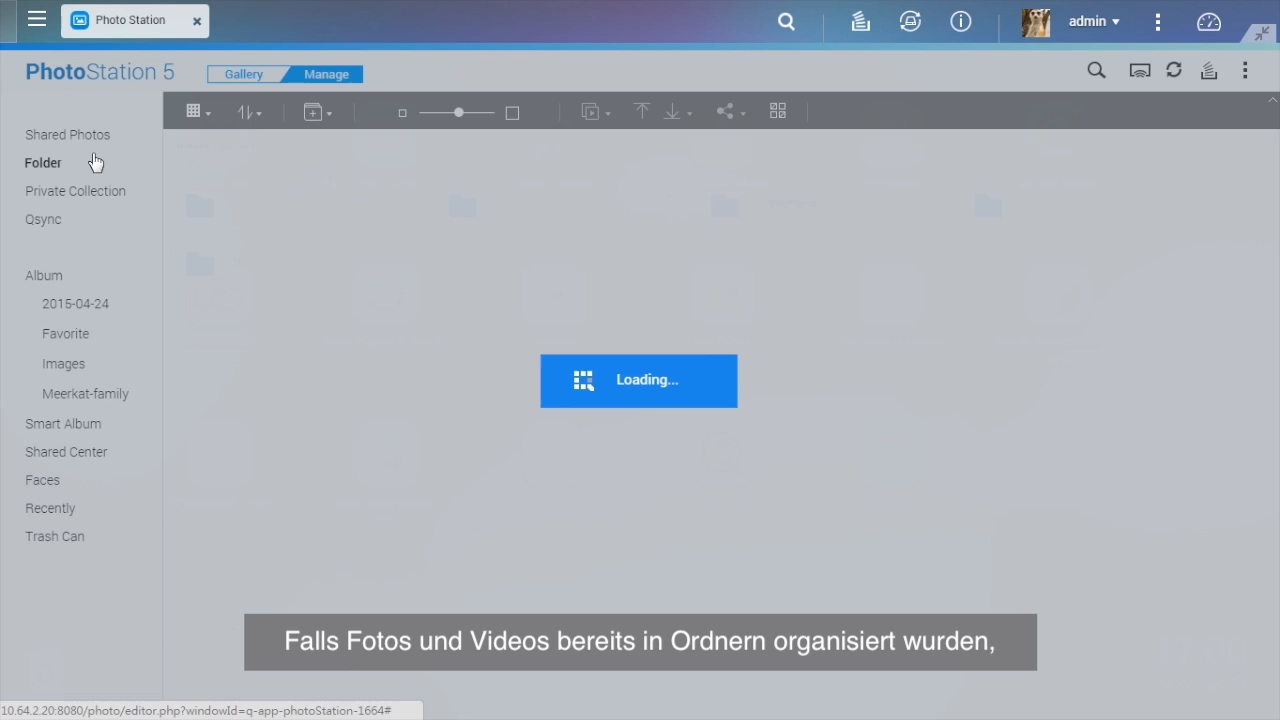 Photo Station
admin
PhotoStation 5
Gallery
Manage
Shared Photos
Folder
Private Collection
Qsync
Album
2015-04-24
Favorite
Images
Meerkat-family
Smart Album
Shared Center
Faces
Recently
Trash Can
Loading...
Falls Fotos und Videos bereits in Ordnern organisiert wurden,
10.64.2.20:8080/photo/editor.php?windowId=q-app-photoStation-1664#